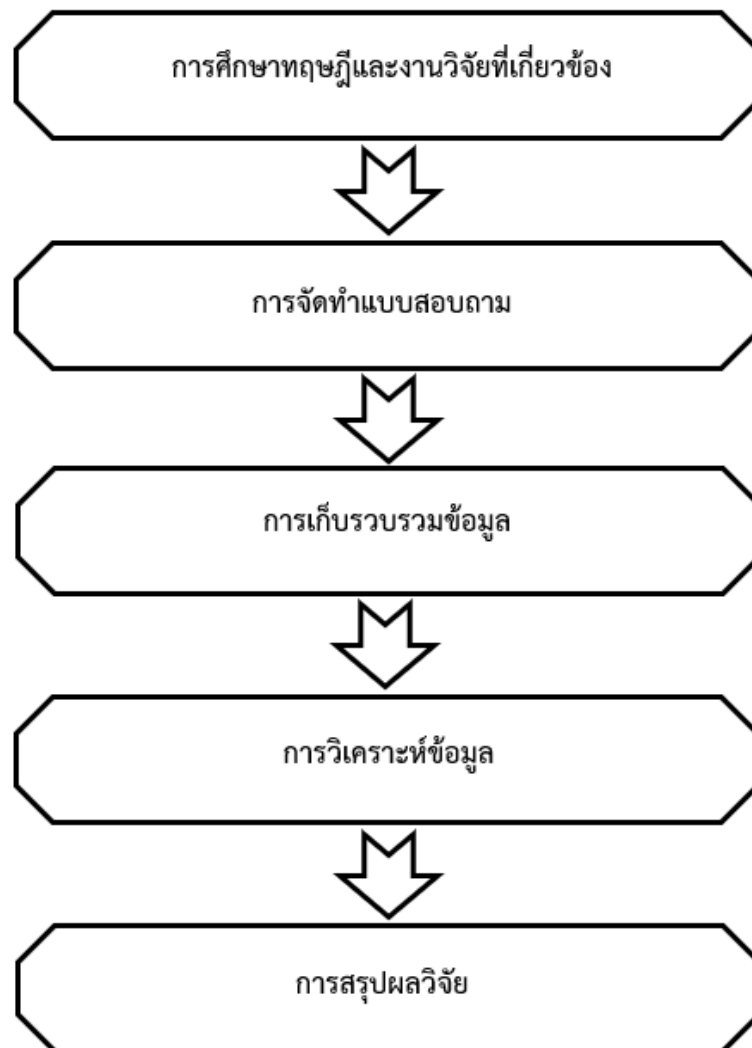 การศึกษาทฤษฎีและงานวิจัยที่เกี่ยวข้อง
การจัดทำแบบสอบถาม
การเก็บรวบรวมข้อมูล
การวิเคราะห์ข้อมูล
การสรุปผลวิจัย